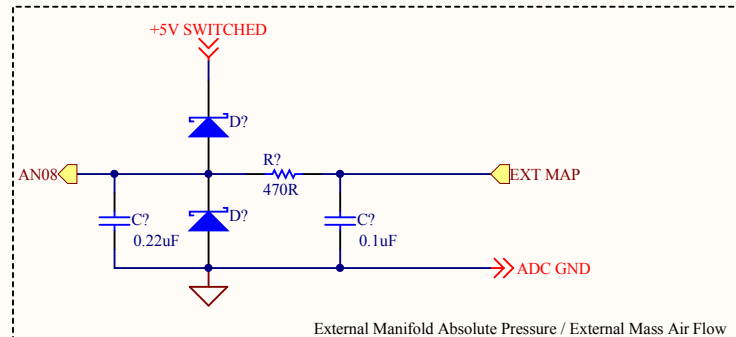 +5V SWITCHED
D?
R?
AN08
470R
EXT MAP
C?
0.22uF
D?
C?
0.1uF
ADC GND
External Manifold Absolute Pressure / External Mass Air Flow